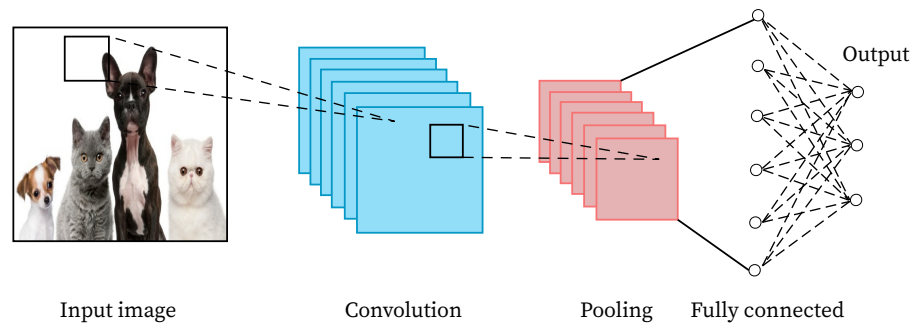 Output
Input image
Convolution
Pooling
Fully connected